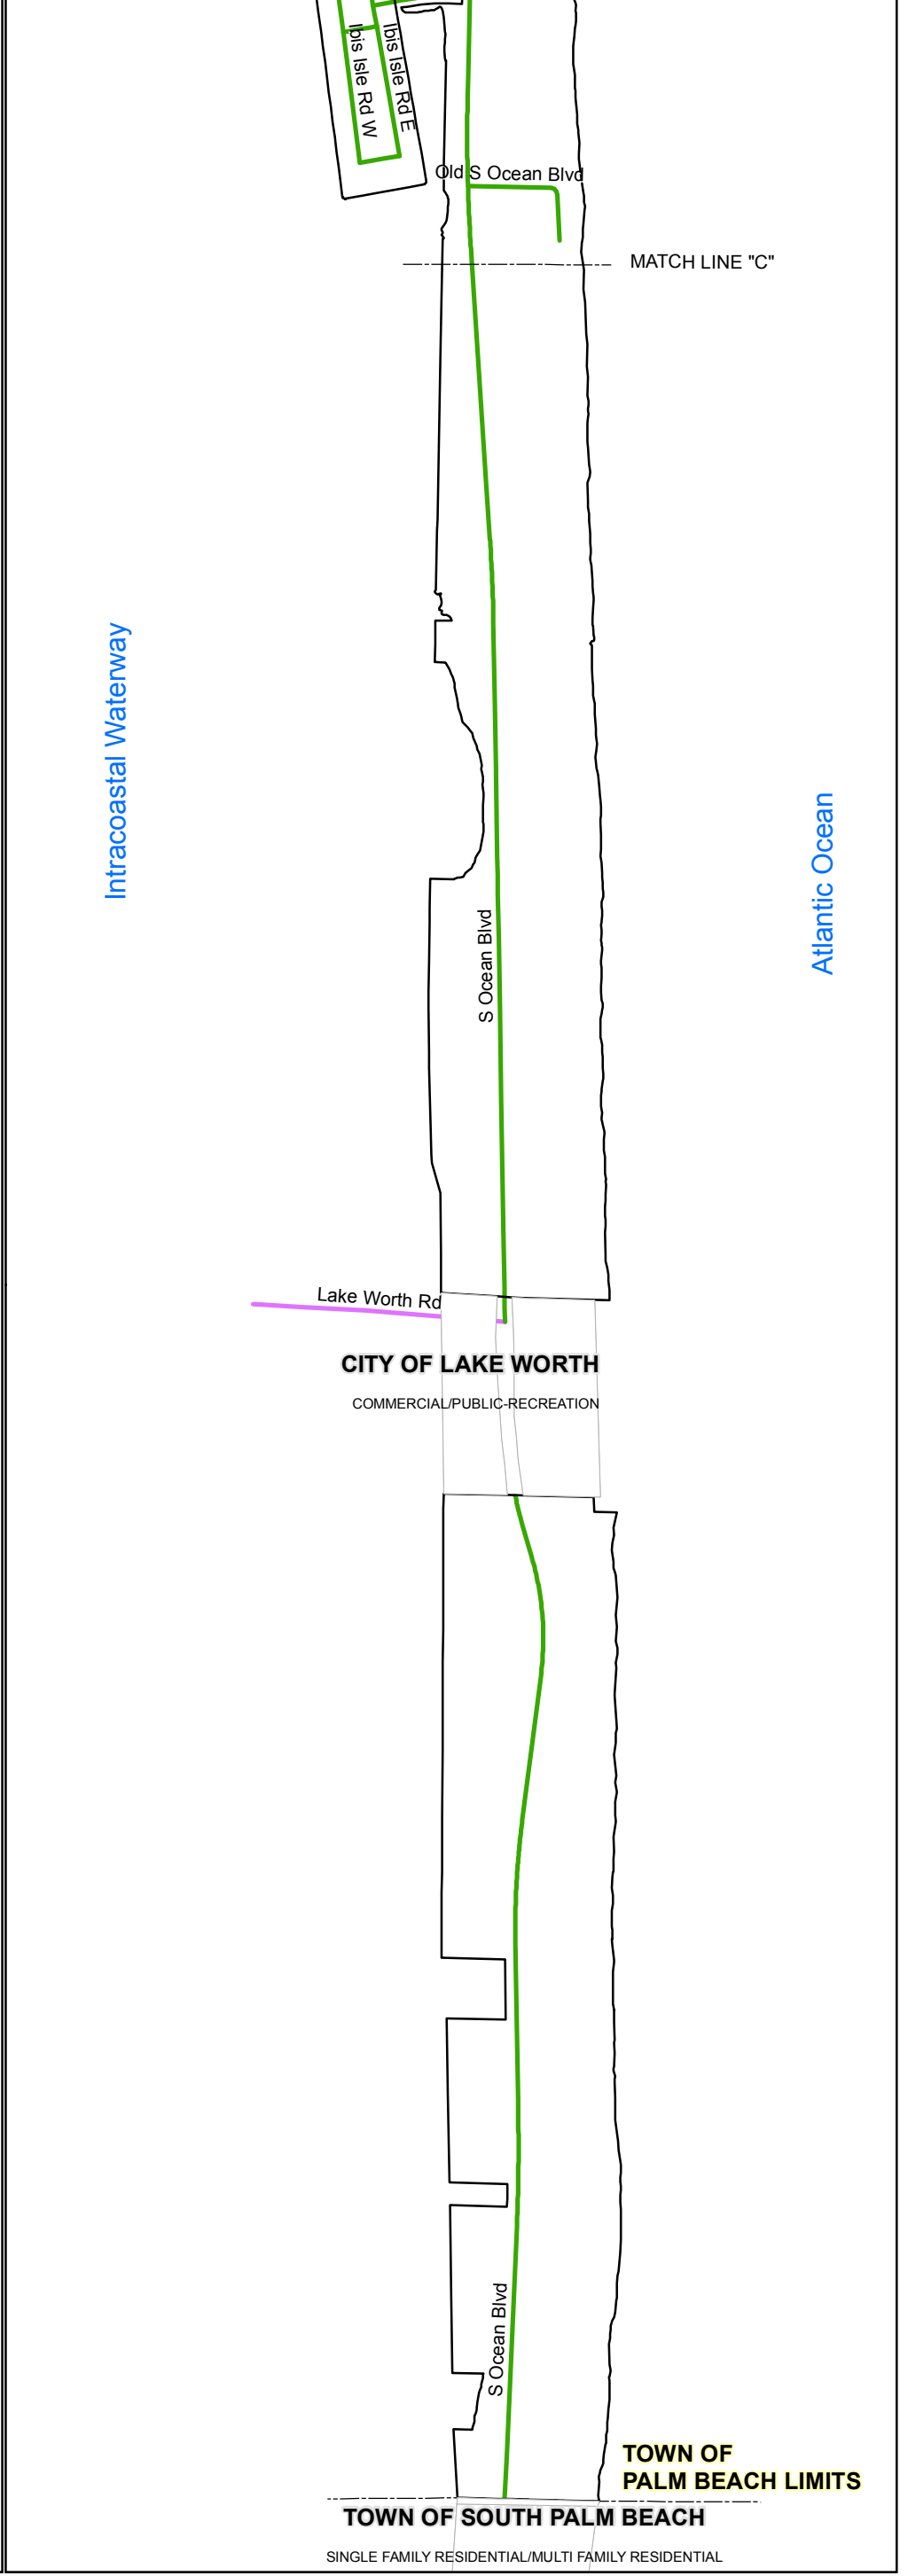 Ibis Isle Rd W
Ibis Isle Rd E
Old S Ocean Blvd
MATCH LINE "C"
Intracoastal Waterway
Atlantic Ocean
S Ocean Blvd
Lake Worth Rd
CITY OF LAKE WORTH
COMMERCIAL/PUBLIC-RECREATION
S Ocean Blvd
TOWN OF
PALM BEACH LIMITS
TOWN OF SOUTH PALM BEACH
SINGLE FAMILY RESIDENTIAL/MULTI FAMILY RESIDENTIAL